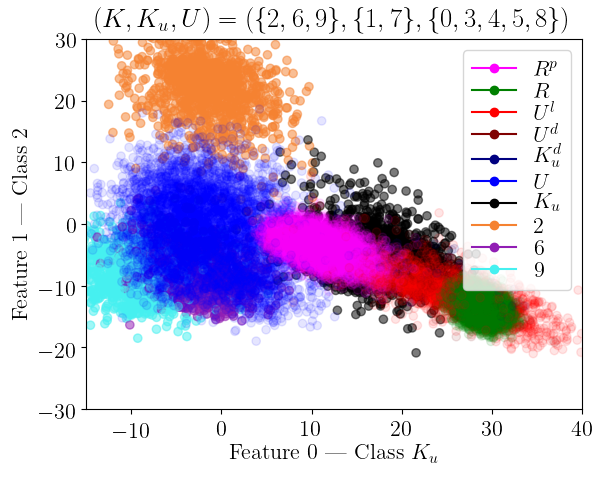 (K, K_u, U) = ({2, 6, 9}, {1, 7}, {0, 3, 4, 5, 8})
30
20
10
0
−10
−20
−30
Feature 1 — Class 2
R^p
R
U^l
U^d
K_u^d
U
K_u
2
6
9
−10
0
10
20
30
40
Feature 0 — Class K_u